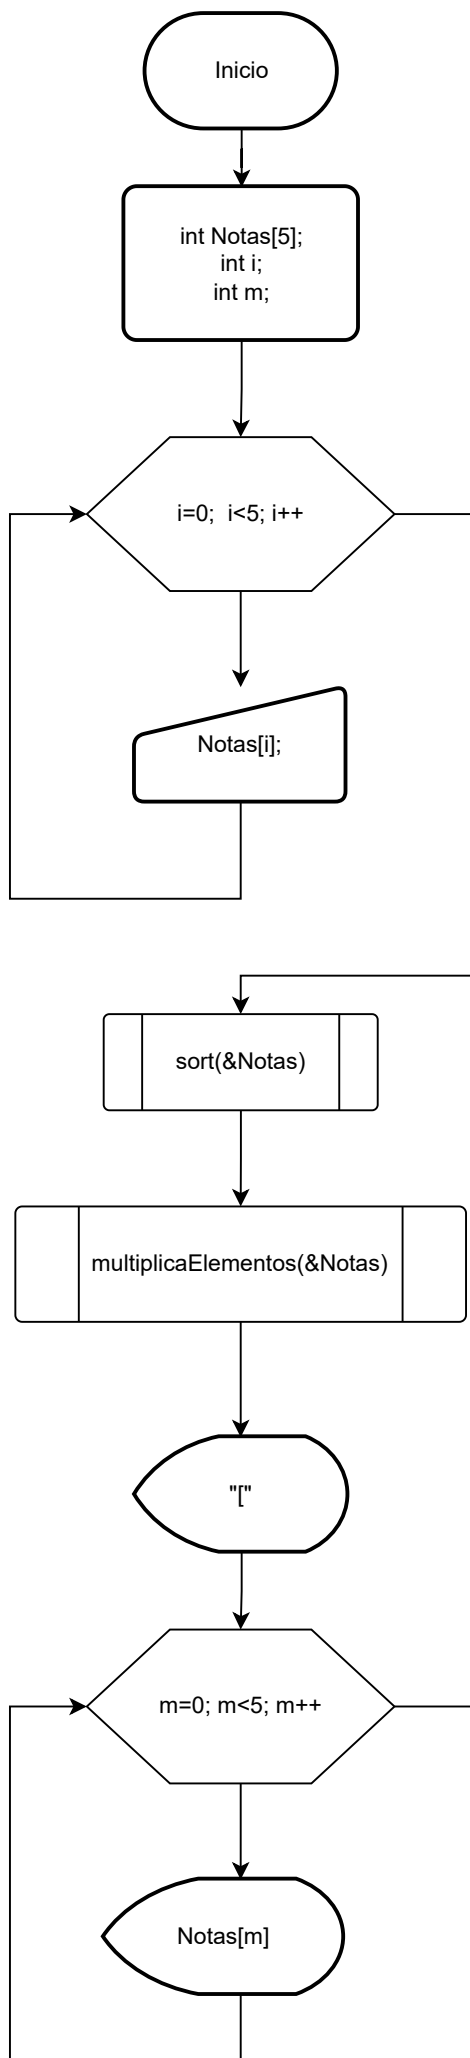 Inicio
int Notas[5];
int i;
int m;
i=0;  i<5; i++
Notas[i];
sort(&Notas)
multiplicaElementos(&Notas)
"["
m=0; m<5; m++
Notas[m]